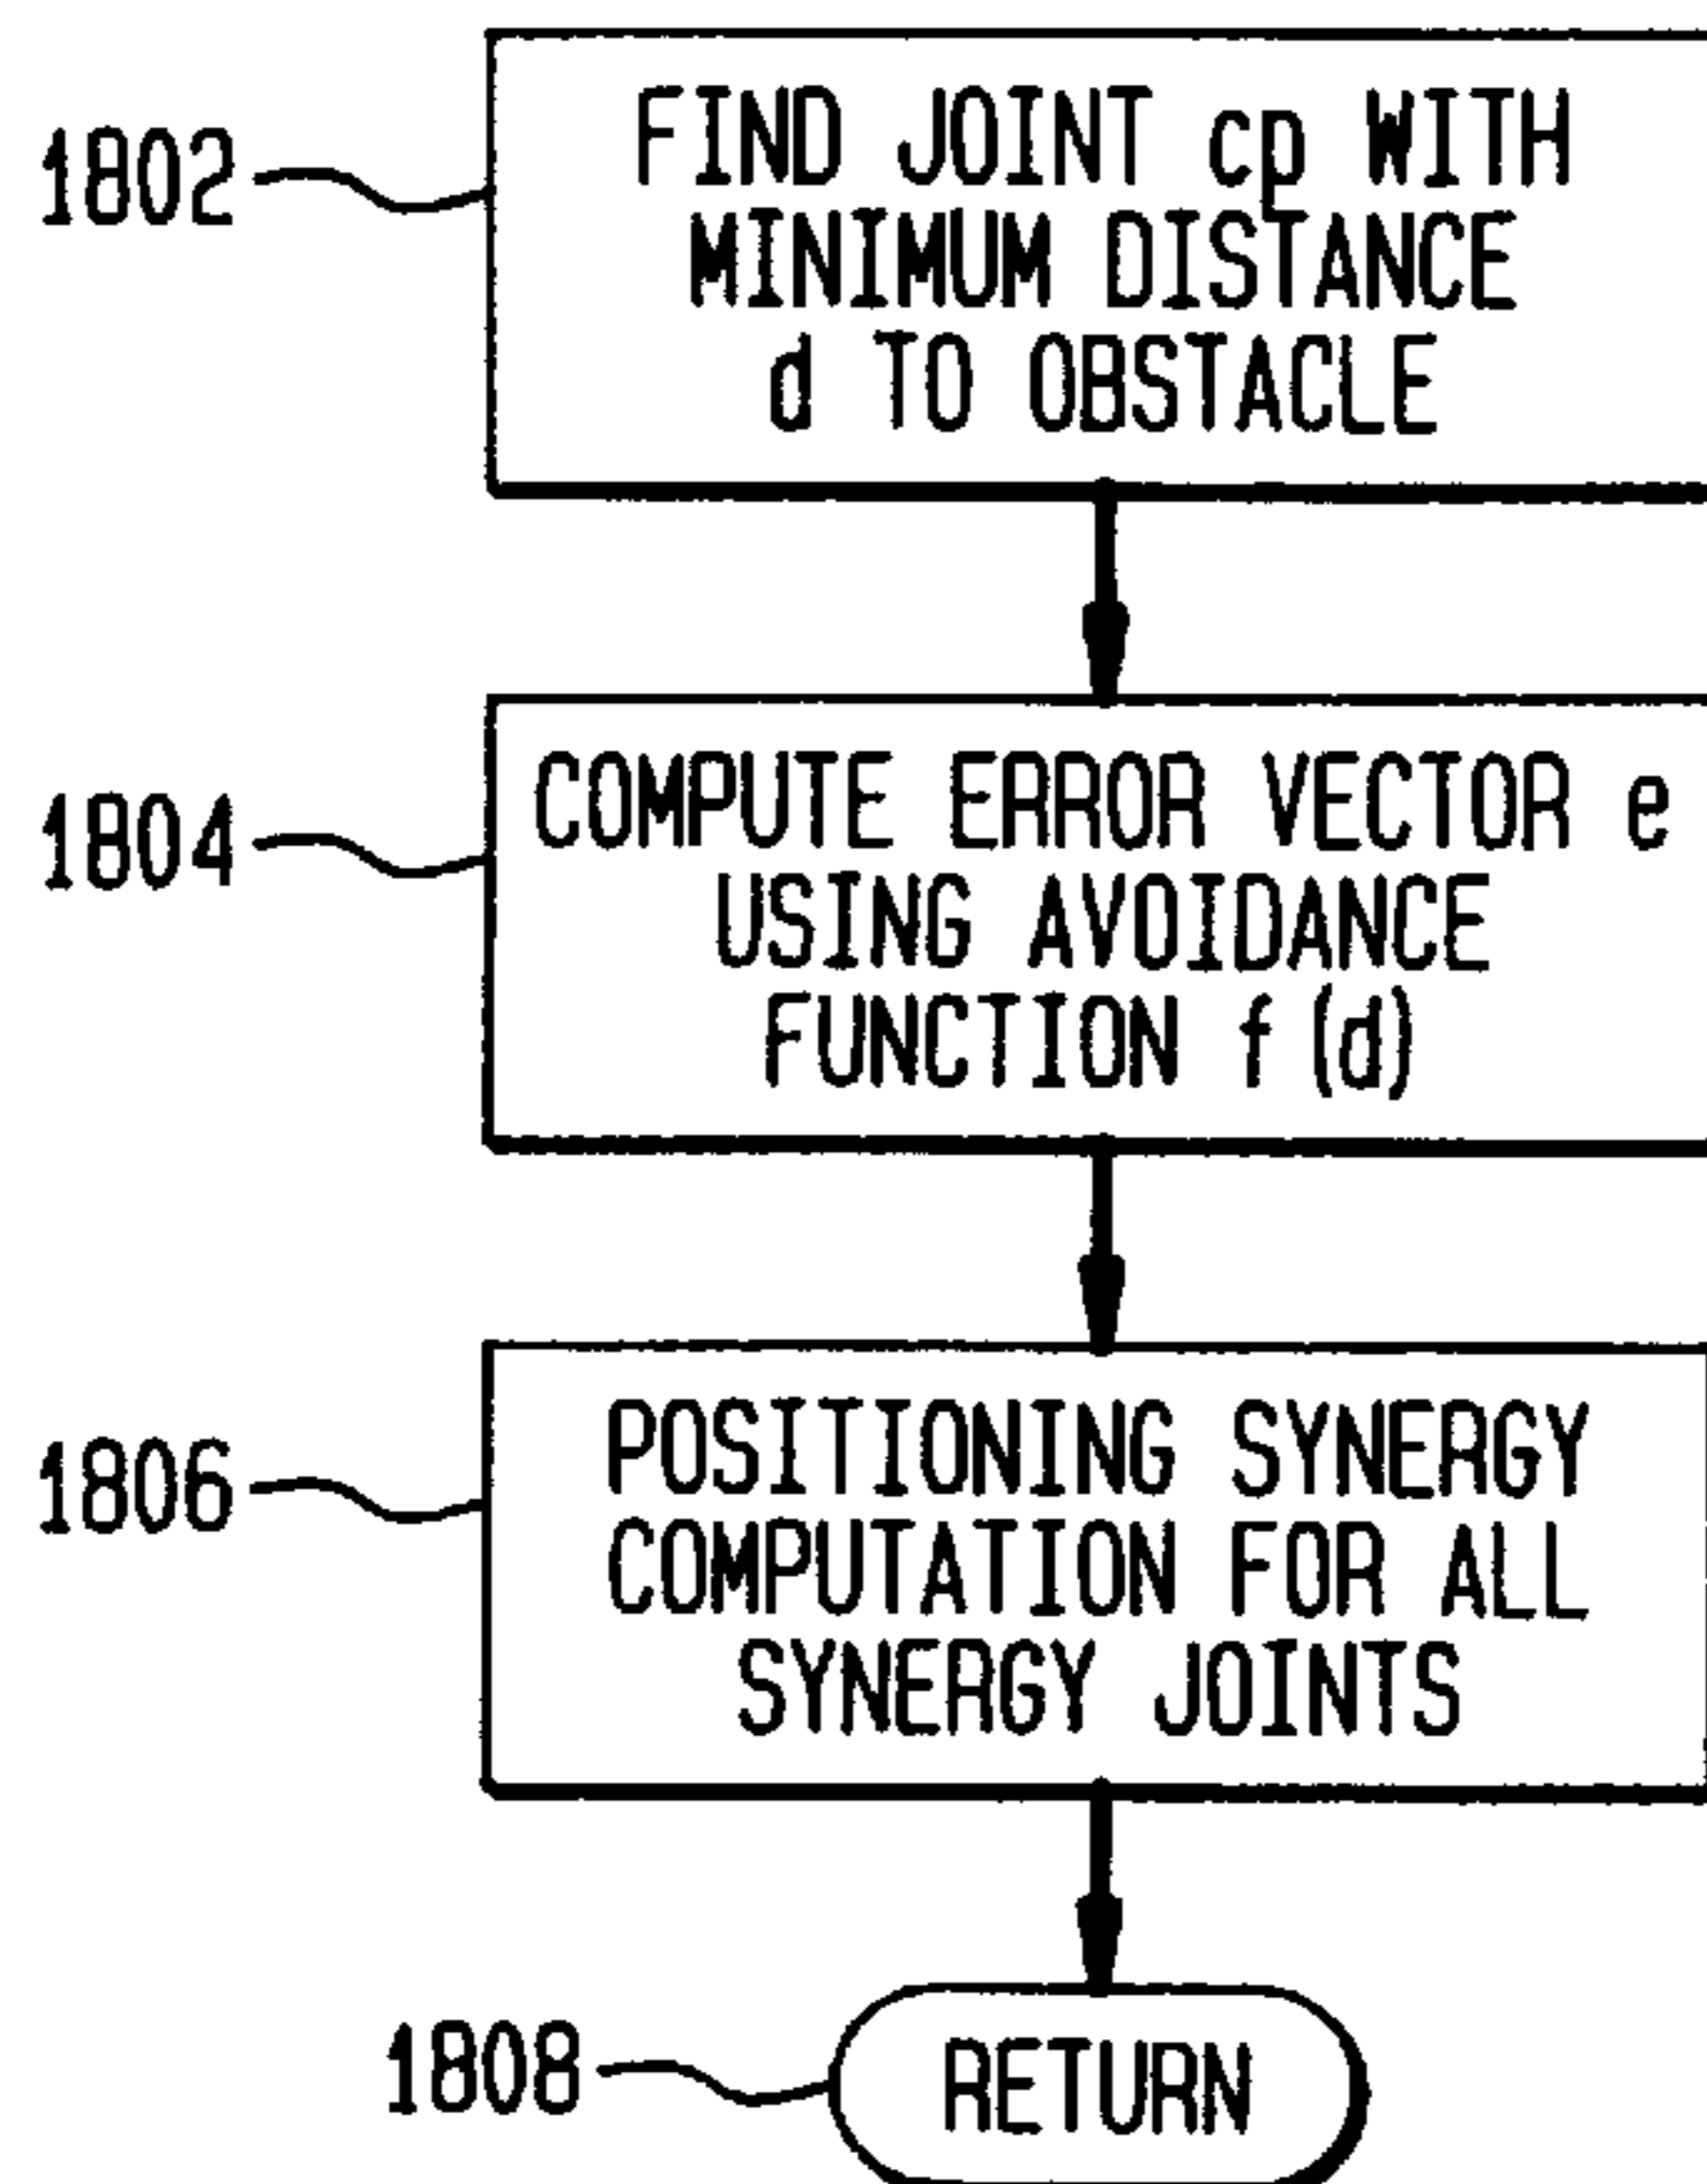 1802
FIND JOINT cp WITH
MINIMUM DISTANCE
d TO OBSTACLE
1804
COMPUTE ERROR VECTOR e
USING AVOIDANCE
FUNCTION f (d)
1806
POSITIONING SYNERGY
COMPUTATION FOR ALL
SYNERGY JOINTS
1808
RETURN